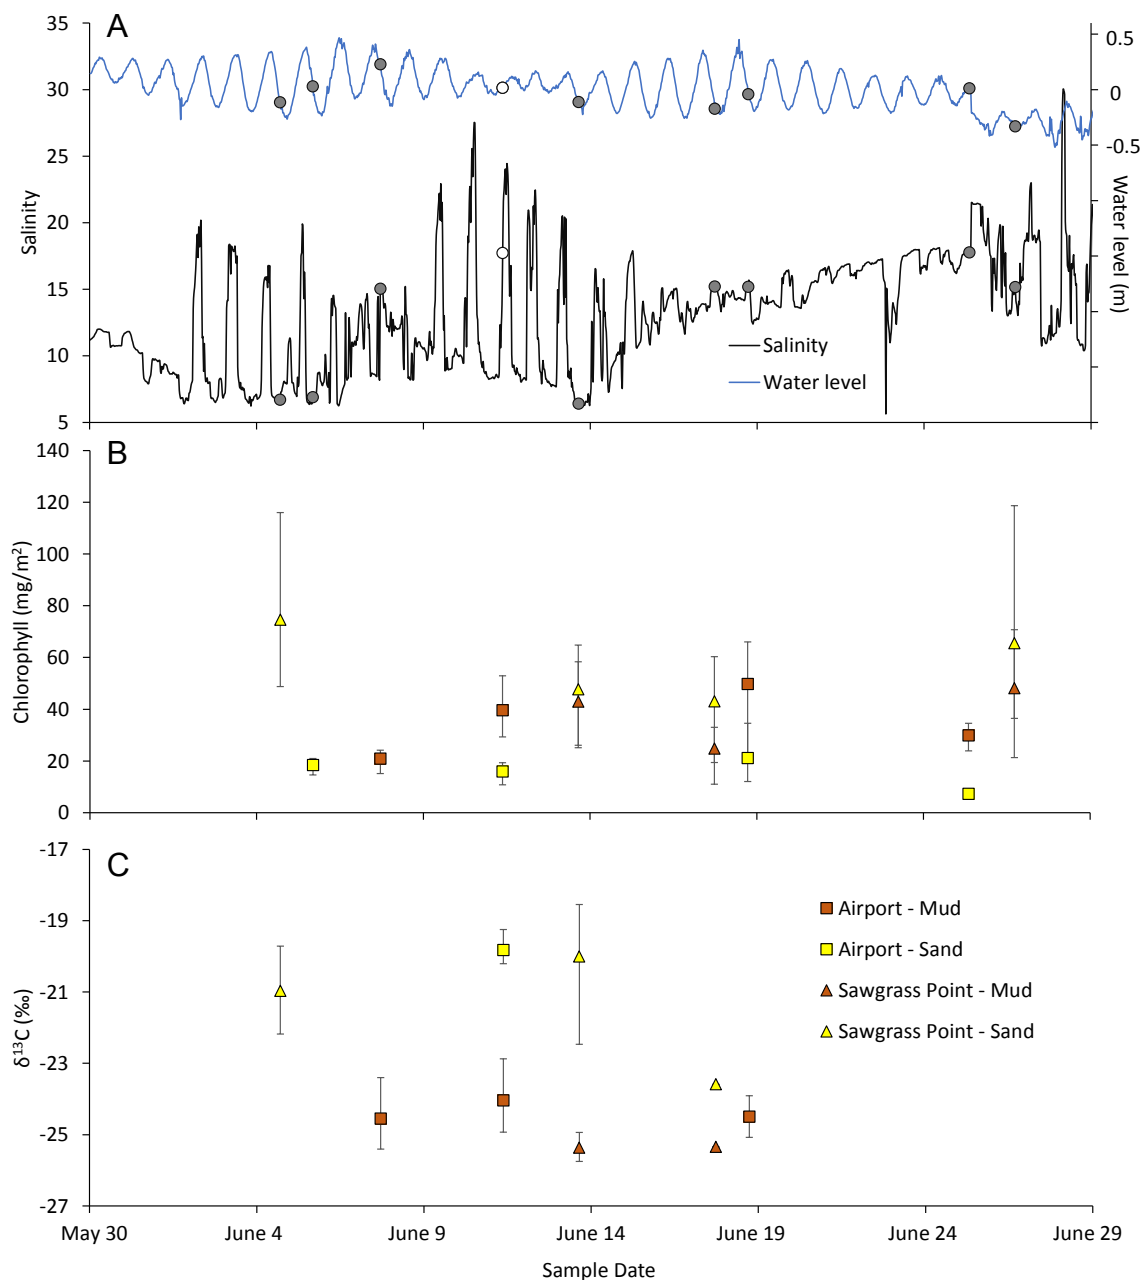 A
35
30
25
20
15
10
5
Salinity
0.5
0
-0.5
Water level (m)
Salinity
Water level
B
140
120
100
80
60
40
20
0
Chlorophyll (mg/m²)
C
-17
-19
-21
-23
-25
-27
δ¹³C (‰)
Airport - Mud
Airport - Sand
Sawgrass Point - Mud
Sawgrass Point - Sand
May 30 June 4 June 9 June 14 June 19 June 24 June 29
Sample Date